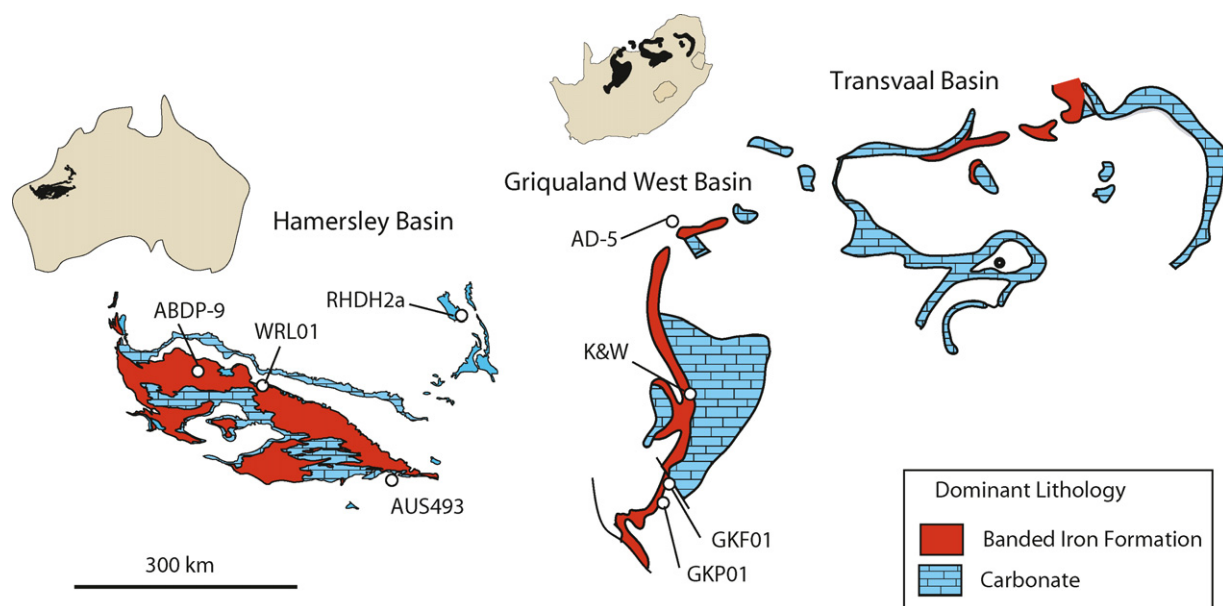 Transvaal Basin
Griqualand West Basin
Hamersley Basin
AD-5
RHDH2a
ABDP-9
WRL01
K&W
AUS493
GKF01
GKP01
300 km
Dominant Lithology
Banded Iron Formation
Carbonate